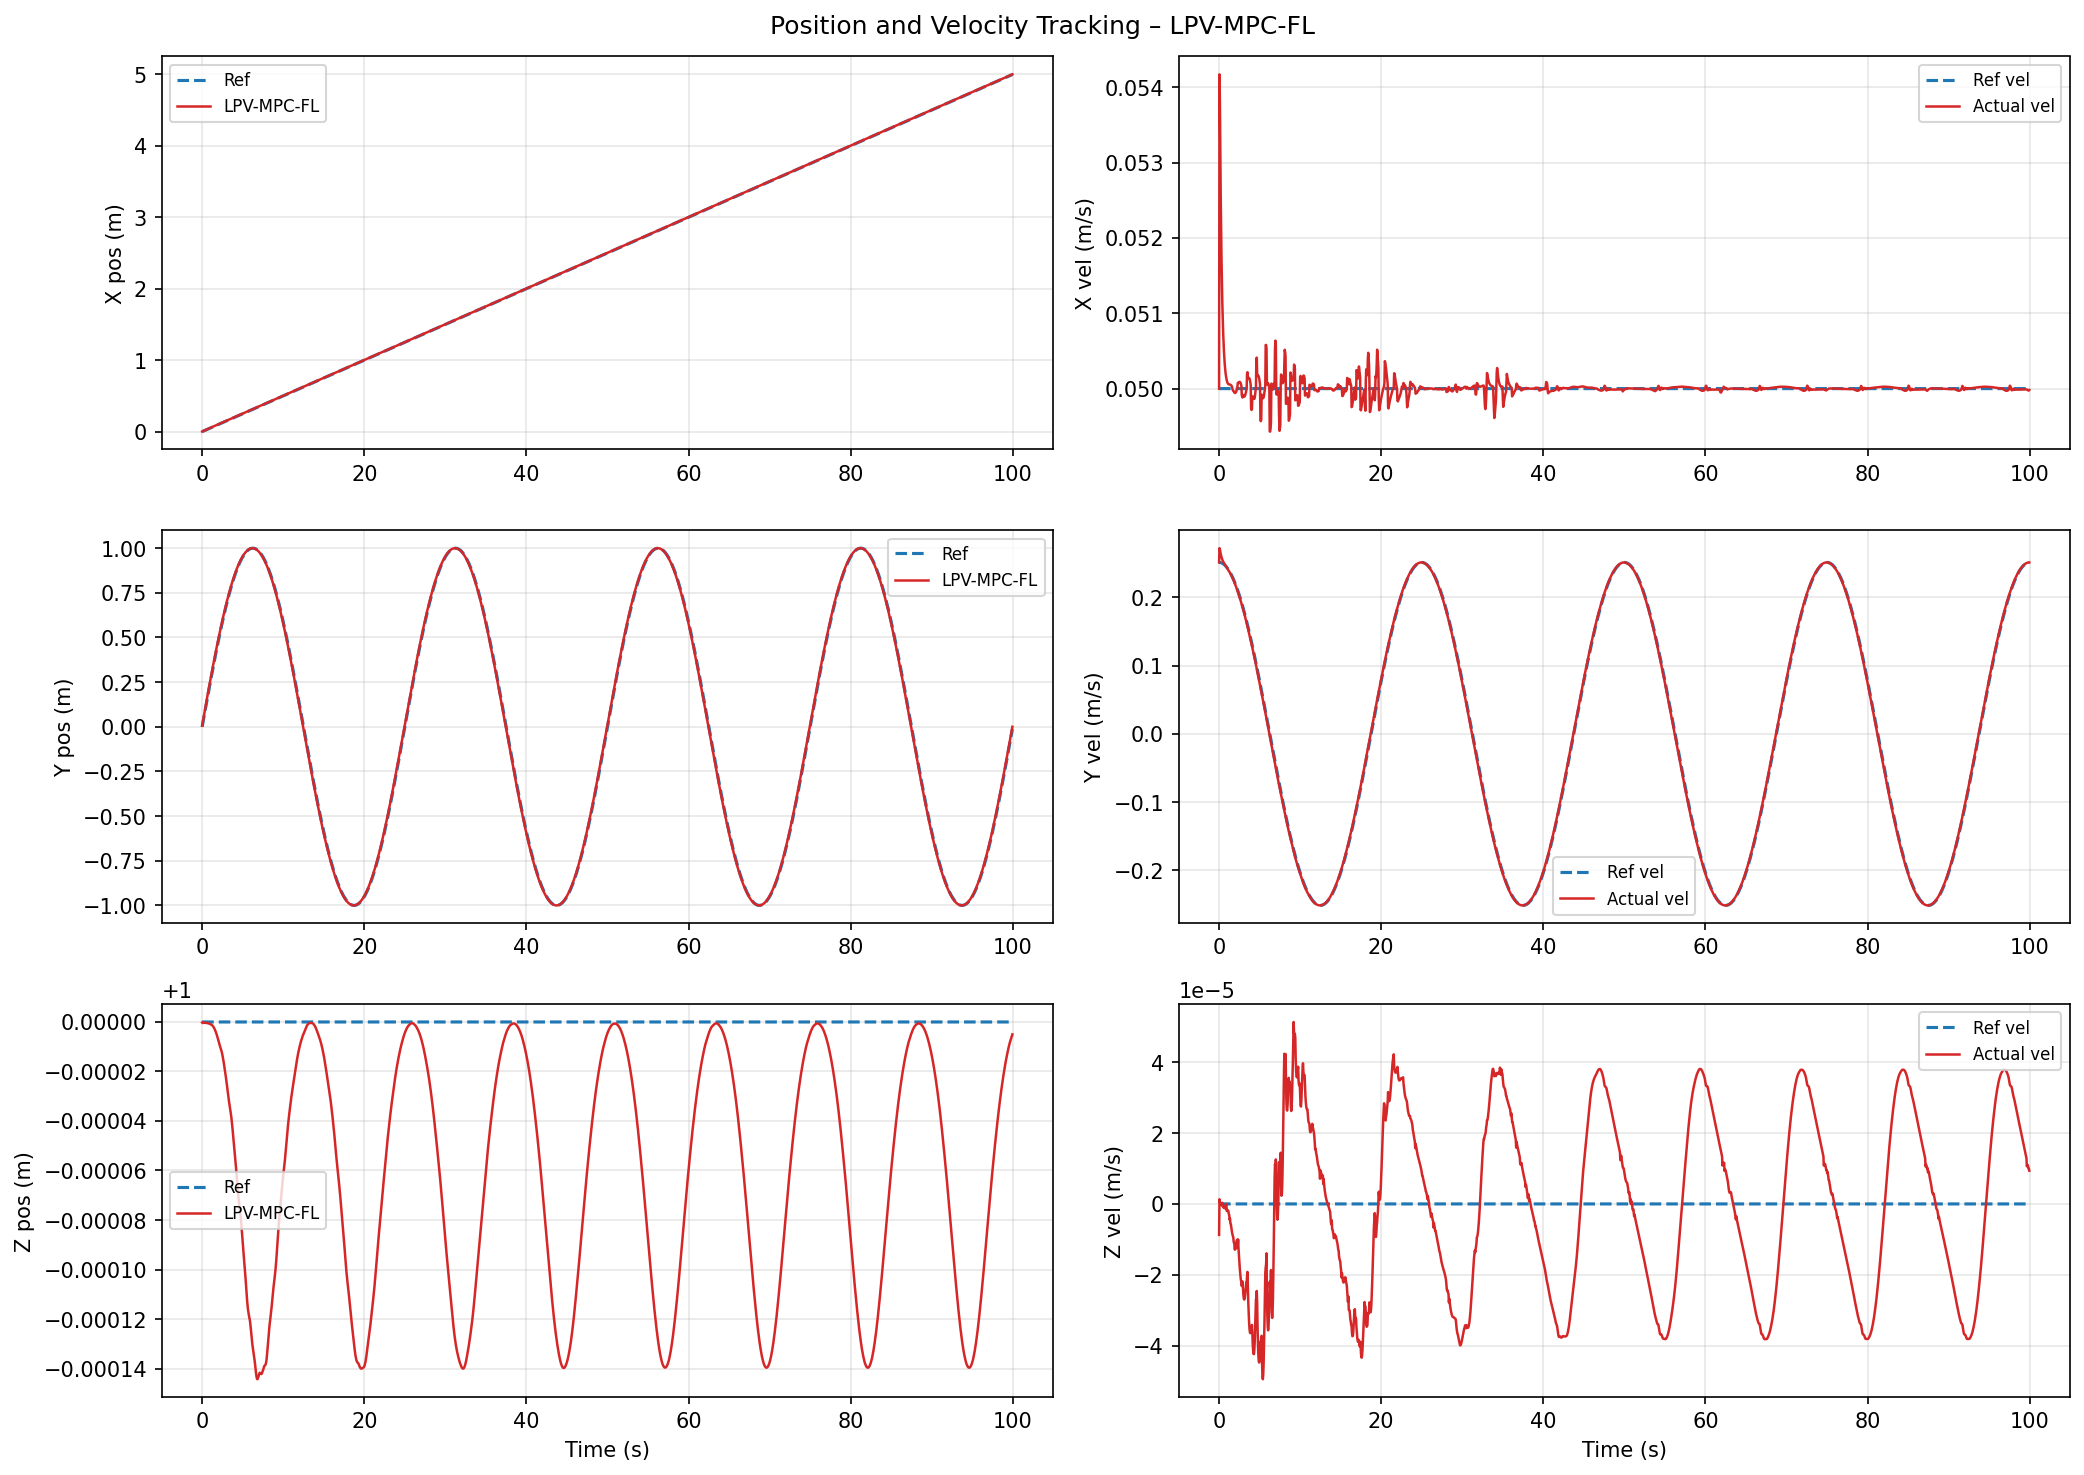 Position and Velocity Tracking – LPV-MPC-FL
X pos (m)
5
4
3
2
1
0
0 20 40 60 80 100
Ref
LPV-MPC-FL
X vel (m/s)
0.054
0.053
0.052
0.051
0.050
0 20 40 60 80 100
Ref vel
Actual vel
Y pos (m)
1.00
0.75
0.50
0.25
0.00
−0.25
−0.50
−0.75
−1.00
0 20 40 60 80 100
Ref
LPV-MPC-FL
Y vel (m/s)
0.2
0.1
0.0
−0.1
−0.2
0 20 40 60 80 100
Ref vel
Actual vel
+1
Z pos (m)
0.00000
−0.00002
−0.00004
−0.00006
−0.00008
−0.00010
−0.00012
−0.00014
0 20 40 60 80 100
Time (s)
Ref
LPV-MPC-FL
1e−5
Z vel (m/s)
4
2
0
−2
−4
0 20 40 60 80 100
Time (s)
Ref vel
Actual vel